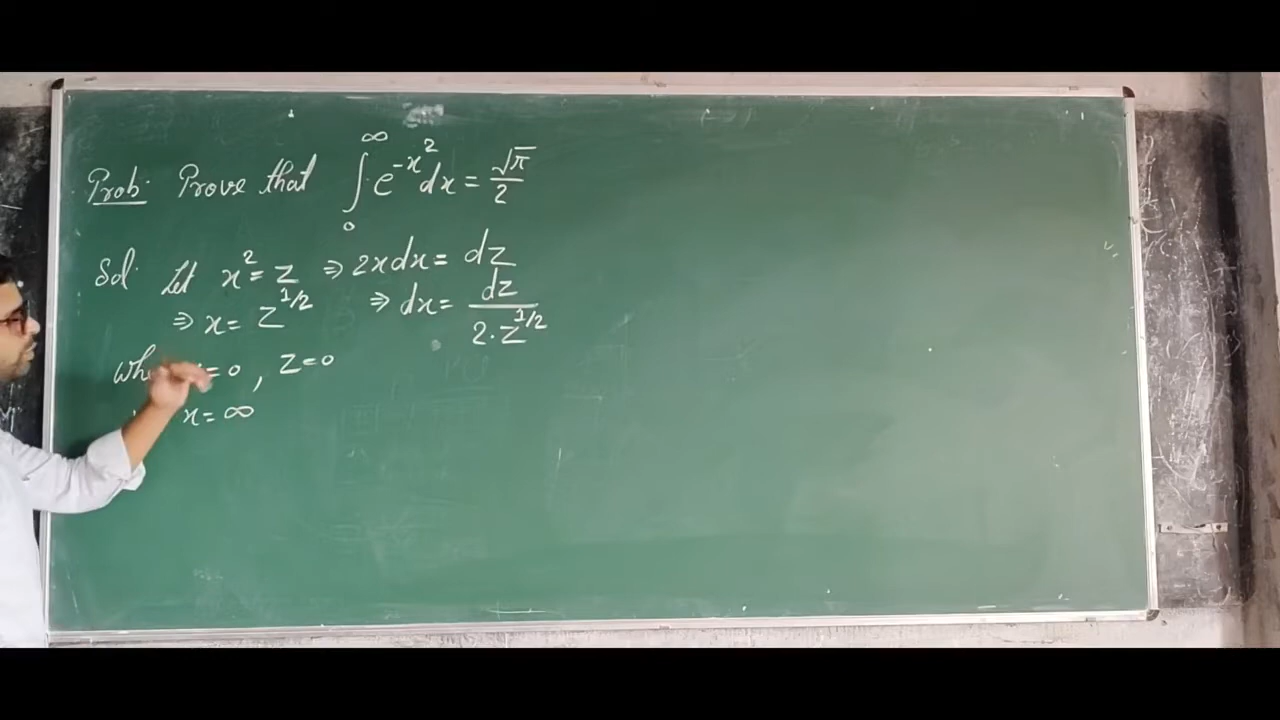 Prob. Prove that ∫₀^∞ e^{-x²} dx = √π/2
Sol. Let x² = z ⇒ 2x dx = dz
⇒ x = z^{1/2} ⇒ dx = dz/(2·z^{1/2})
= 0, z = 0
x = ∞